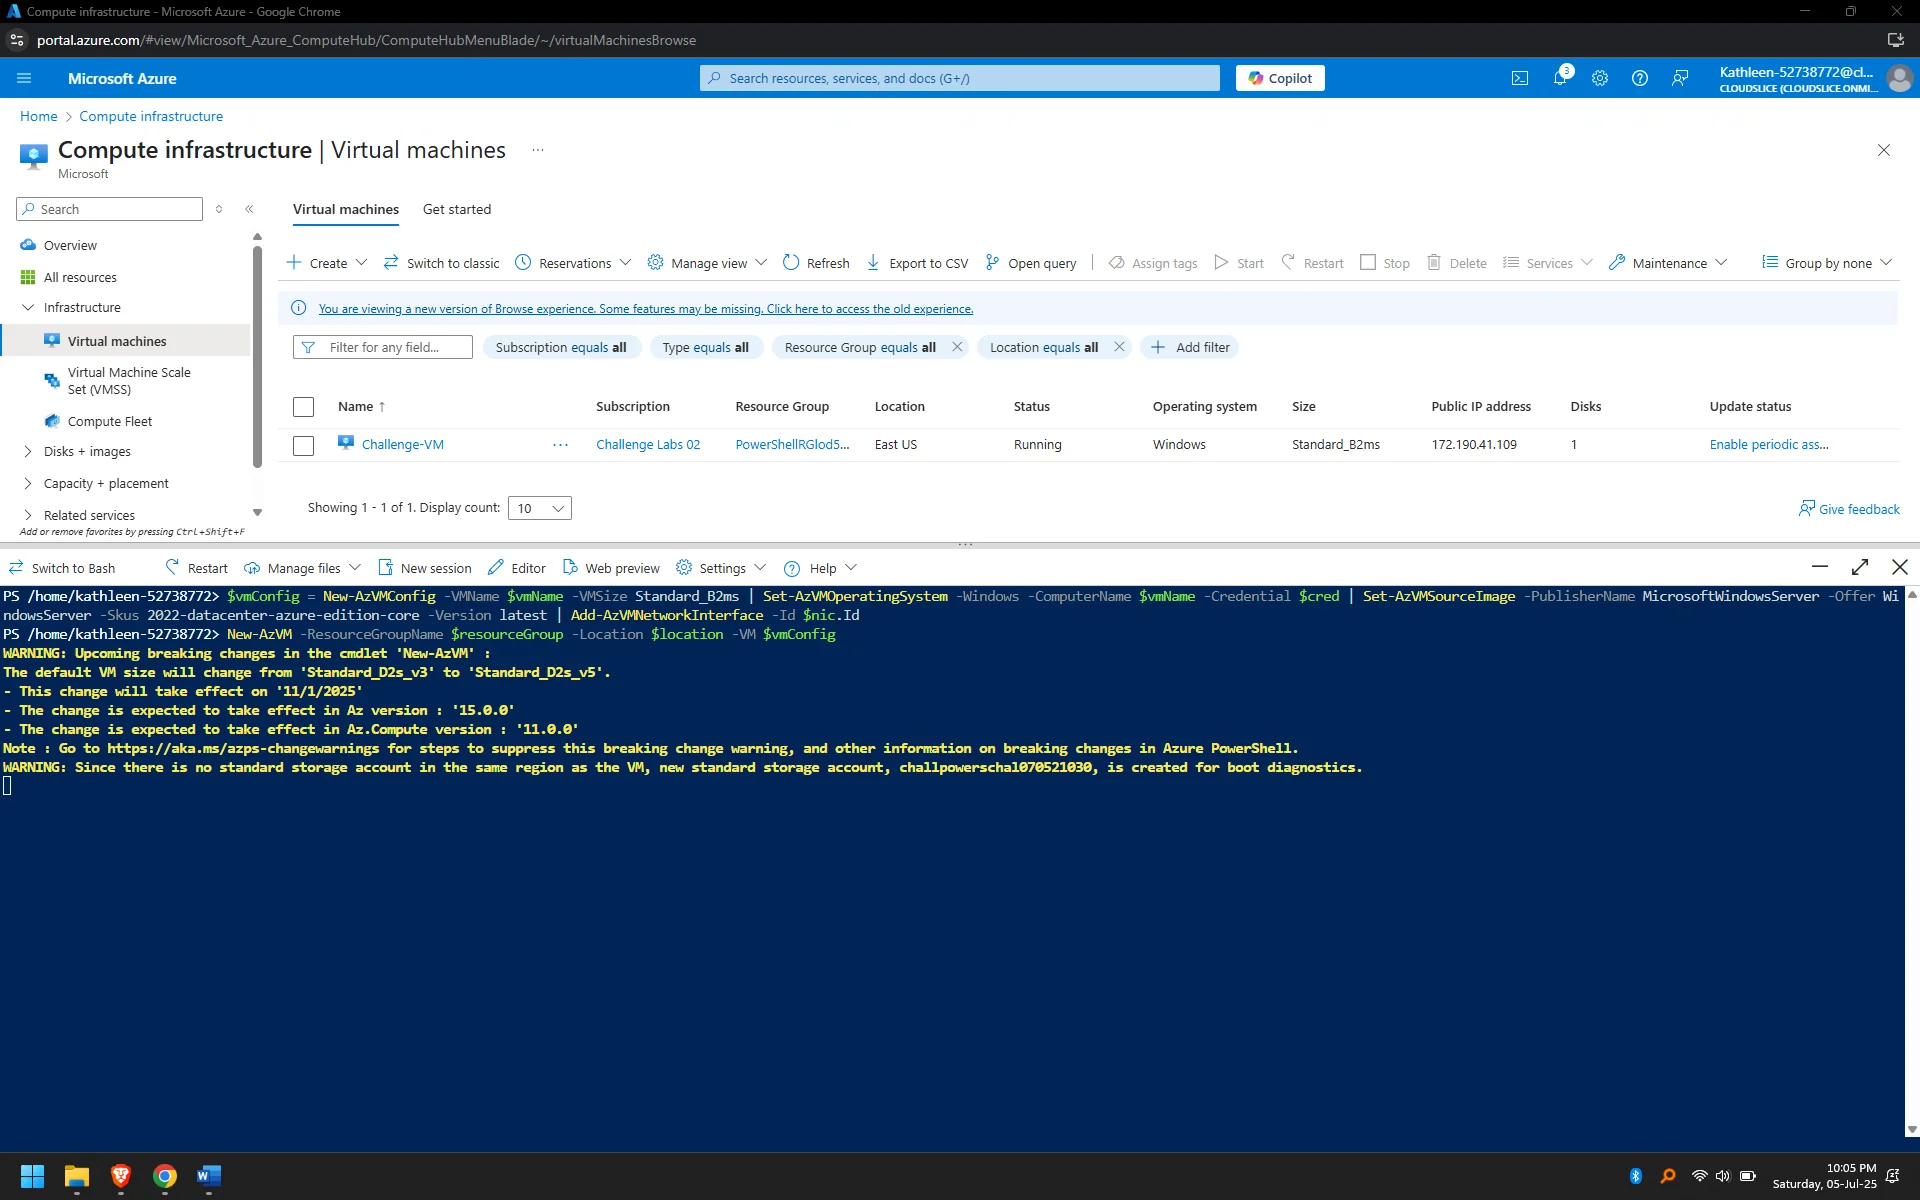 Compute infrastructure - Microsoft Azure - Google Chrome
portal.azure.com/#view/Microsoft_Azure_ComputeHub/ComputeHubMenuBlade/~/virtualMachinesBrowse
Microsoft Azure
Search resources, services, and docs (G+/)
Copilot
3
Kathleen-52738772@cl...
CLOUDSLICE (CLOUDSLICE.ONMI...
Home > Compute infrastructure
Compute infrastructure | Virtual machines ...
Microsoft
Search
Overview
All resources
Infrastructure
Virtual machines
Virtual Machine Scale
Set (VMSS)
Compute Fleet
Disks + images
Capacity + placement
Related services
Add or remove favorites by pressing Ctrl+Shift+F
Virtual machines Get started
Create Switch to classic Reservations Manage view Refresh Export to CSV Open query Assign tags Start Restart Stop Delete Services Maintenance Group by none
You are viewing a new version of Browse experience. Some features may be missing. Click here to access the old experience.
Filter for any field... Subscription equals all Type equals all Resource Group equals all Location equals all Add filter
Name ↑ Subscription Resource Group Location Status Operating system Size Public IP address Disks Update status
Challenge-VM ... Challenge Labs 02 PowerShellRGlod5... East US Running Windows Standard_B2ms 172.190.41.109 1 Enable periodic ass...
Showing 1 - 1 of 1. Display count: 10
Give feedback
Switch to Bash Restart Manage files New session Editor Web preview Settings Help
PS /home/kathleen-52738772> $vmConfig = New-AzVMConfig -VMName $vmName -VMSize Standard_B2ms | Set-AzVMOperatingSystem -Windows -ComputerName $vmName -Credential $cred | Set-AzVMSourceImage -PublisherName MicrosoftWindowsServer -Offer Wi
ndowsServer -Skus 2022-datacenter-azure-edition-core -Version latest | Add-AzVMNetworkInterface -Id $nic.Id
PS /home/kathleen-52738772> New-AzVM -ResourceGroupName $resourceGroup -Location $location -VM $vmConfig
WARNING: Upcoming breaking changes in the cmdlet 'New-AzVM' :
The default VM size will change from 'Standard_D2s_v3' to 'Standard_D2s_v5'.
- This change will take effect on '11/1/2025'
- The change is expected to take effect in Az version : '15.0.0'
- The change is expected to take effect in Az.Compute version : '11.0.0'
Note : Go to https://aka.ms/azps-changewarnings for steps to suppress this breaking change warning, and other information on breaking changes in Azure PowerShell.
WARNING: Since there is no standard storage account in the same region as the VM, new standard storage account, challpowerschal070521030, is created for boot diagnostics.
10:05 PM
Saturday, 05-Jul-25